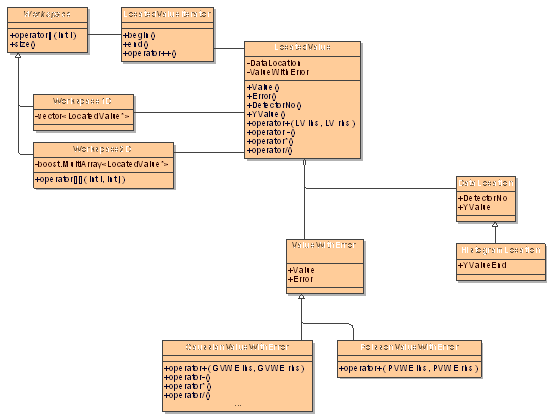 Workspace
+operator[] ( Int I )
+size()
LocatedValueIterator
+begin()
+end()
+operator++()
LocatedValue
-DataLocation
-ValueWithError
+Value()
+Error()
+DetectorNo()
+YValue()
+operator+( LV lhs , LV rhs )
+operator-()
+operator*()
+operator/()
Workspace1D
-vector<LocatedValue*>
Workspace2D
-boost.MultiArray<LocatedValue*>
+operator[][] ( Int I, Int J )
DataLocation
+DetectorNo
+YValue
HistogramLocation
+YValueEnd
ValueWithError
+Value
+Error
GaussianValueWithError
+operator+( GVWE lhs, GVWE rhs )
+operator-()
+operator*()
+operator/()
...
PoissonValueWithError
+operator+( PVWE lhs , PVWE rhs )